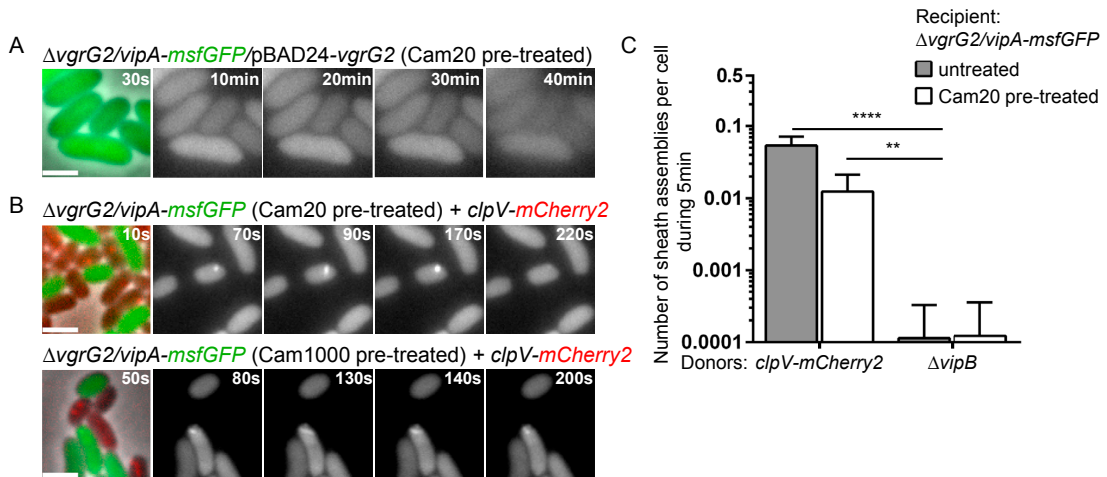 A
ΔvgrG2/vipA-msfGFP/pBAD24-vgrG2 (Cam20 pre-treated)
30s 10min 20min 30min 40min
B
ΔvgrG2/vipA-msfGFP (Cam20 pre-treated) + clpV-mCherry2
10s 70s 90s 170s 220s
ΔvgrG2/vipA-msfGFP (Cam1000 pre-treated) + clpV-mCherry2
50s 80s 130s 140s 200s
C
Recipient:
ΔvgrG2/vipA-msfGFP
untreated
Cam20 pre-treated
Number of sheath assemblies per cell
during 5min
0.5
0.1
0.01
0.001
0.0001
****
**
Donors: clpV-mCherry2 ΔvipB